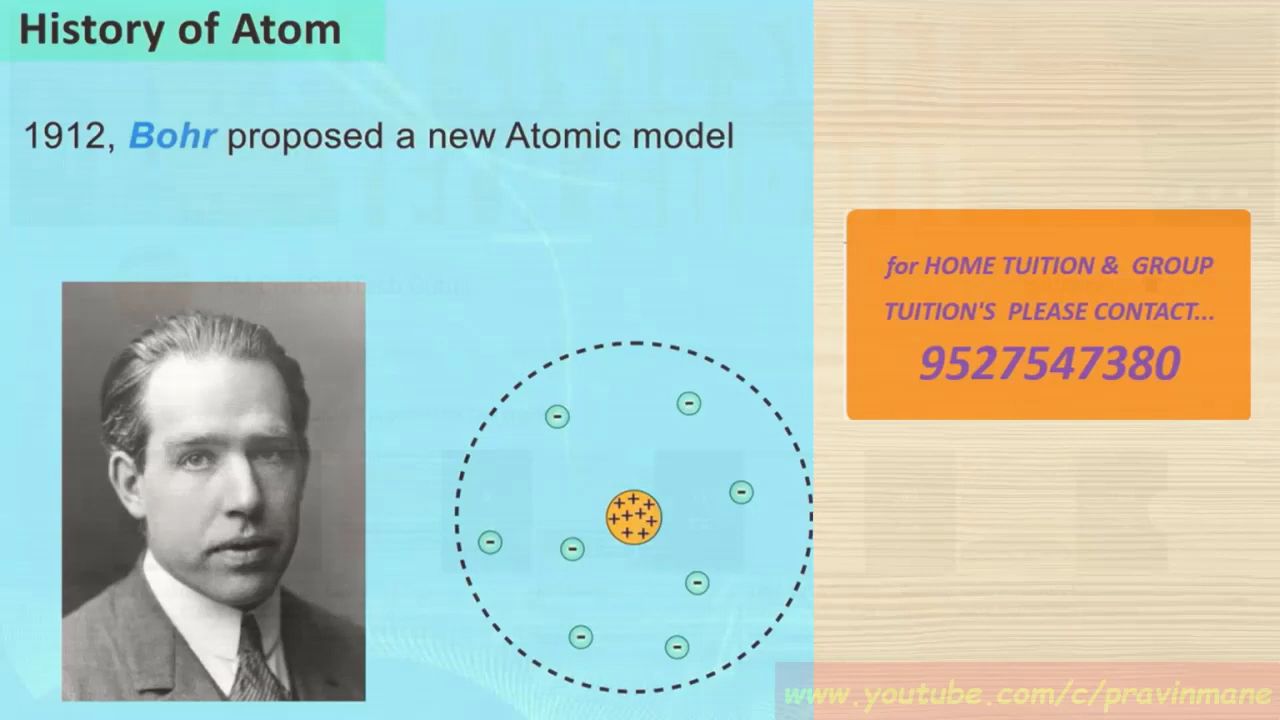 History of Atom
1912, Bohr proposed a new Atomic model
for HOME TUITION & GROUP
TUITION'S PLEASE CONTACT...
9527547380
www.youtube.com/c/pravinmane